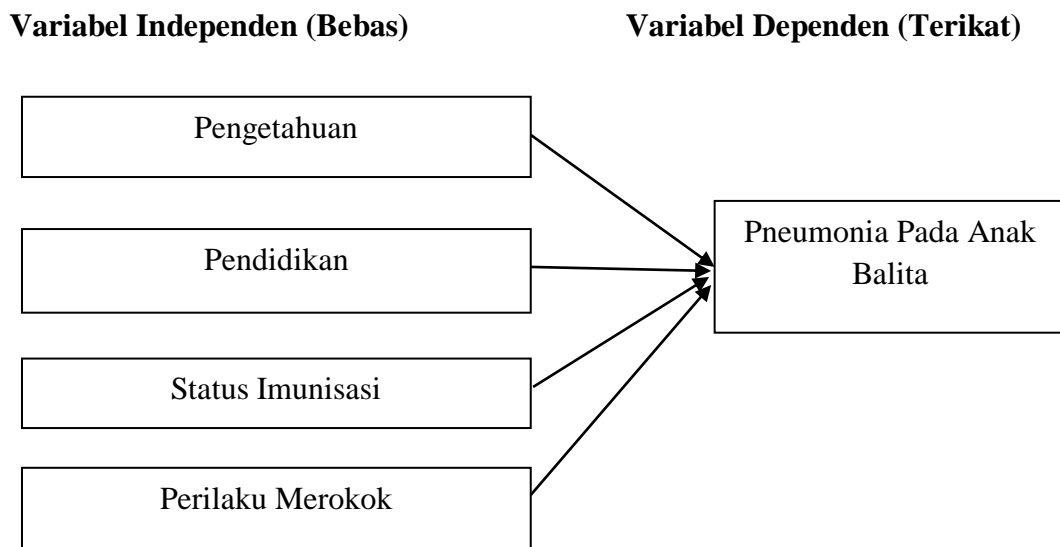 Variabel Independen (Bebas)
Variabel Dependen (Terikat)
Pengetahuan
Pendidikan
Status Imunisasi
Perilaku Merokok
Pneumonia Pada Anak
Balita